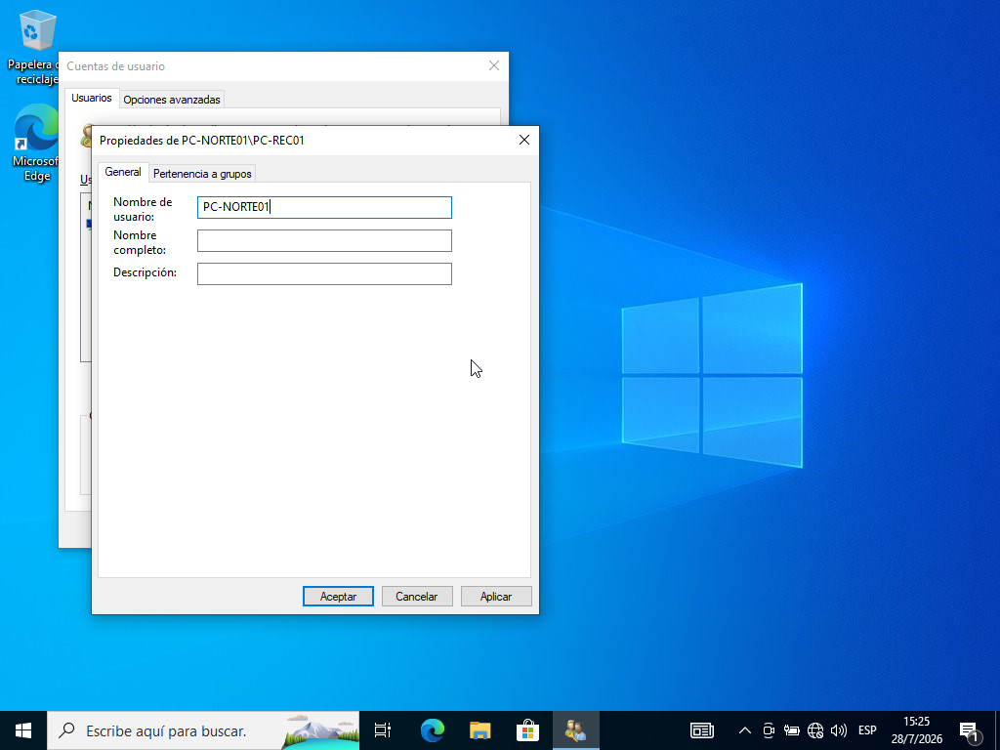 Papelera
reciclaje
Microsof
Edge
Cuentas de usuario
Usuarios
Opciones avanzadas
Propiedades de PC-NORTE01\PC-REC01
General
Pertenencia a grupos
Nombre de
usuario:
PC-NORTE01
Nombre
completo:
Descripción:
Aceptar
Cancelar
Aplicar
Escribe aquí para buscar.
ESP
15:25
28/7/2026
1